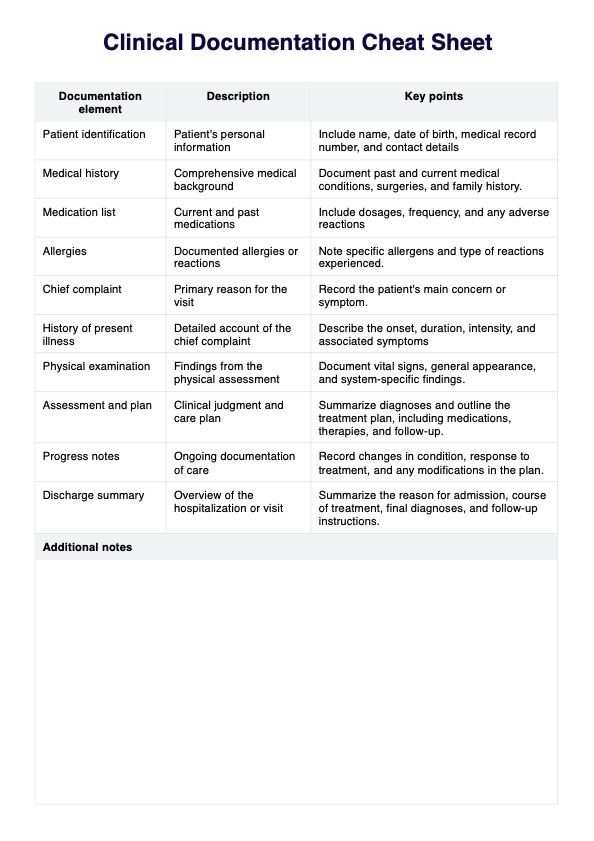 Clinical Documentation Cheat Sheet
Documentation
element
Description
Key points
Patient identification
Patient's personal
information
Include name, date of birth, medical record
number, and contact details
Medical history
Comprehensive medical
background
Document past and current medical
conditions, surgeries, and family history.
Medication list
Current and past
medications
Include dosages, frequency, and any adverse
reactions
Allergies
Documented allergies or
reactions
Note specific allergens and type of reactions
experienced.
Chief complaint
Primary reason for the
visit
Record the patient's main concern or
symptom.
History of present
illness
Detailed account of the
chief complaint
Describe the onset, duration, intensity, and
associated symptoms
Physical examination
Findings from the
physical assessment
Document vital signs, general appearance,
and system-specific findings.
Assessment and plan
Clinical judgment and
care plan
Summarize diagnoses and outline the
treatment plan, including medications,
therapies, and follow-up.
Progress notes
Ongoing documentation
of care
Record changes in condition, response to
treatment, and any modifications in the plan.
Discharge summary
Overview of the
hospitalization or visit
Summarize the reason for admission, course
of treatment, final diagnoses, and follow-up
instructions.
Additional notes